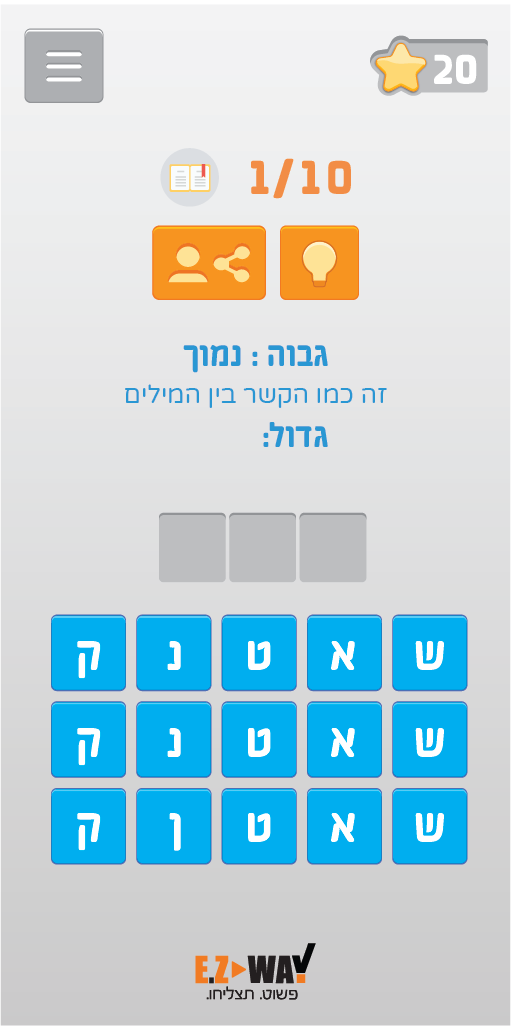 20
1/10
גבוה : נמוך
זה כמו הקשר בין המילים
גדול:
ש א ט נ ק
ש א ט נ ק
ש א ט ן ק
E.Z WAY
פשוט. תצליחו.